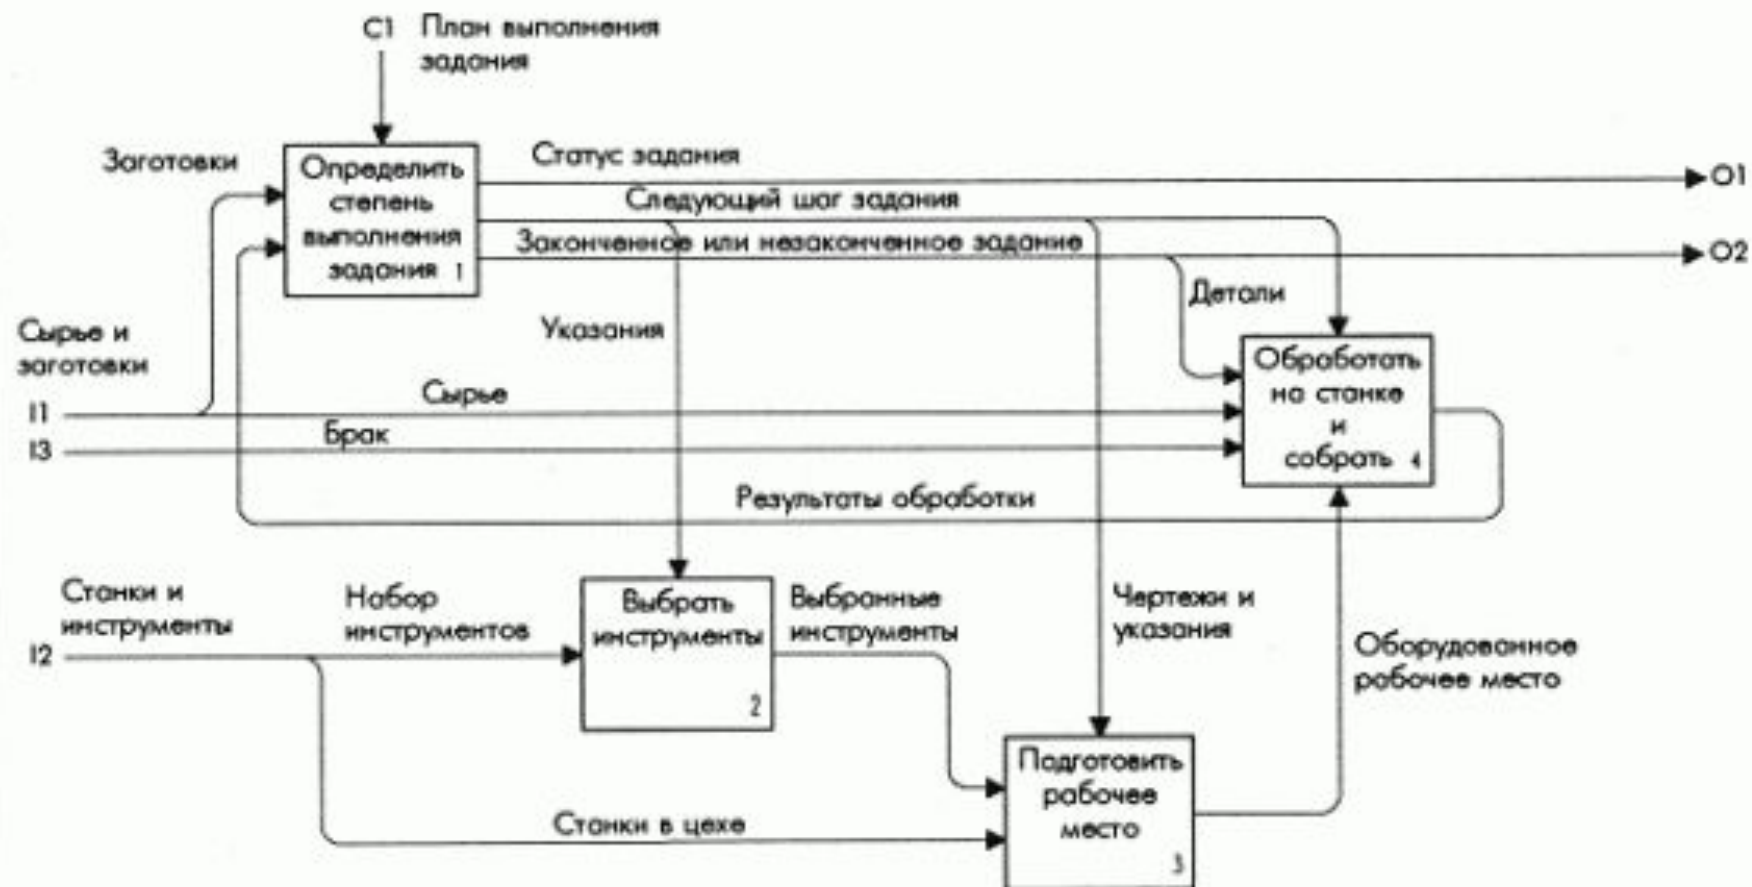 C1 План выполнения
задания
Заготовки
Определить
степень
выполнения
задания 1
Статус задания
O1
Следующий шаг задания
Законченное или незаконченное задание
O2
Детали
Сырье и
заготовки
Указания
Обработать
на станке
и
собрать 4
I1
Сырье
I3
Брак
Результаты обработки
Станки и
инструменты
I2
Набор
инструментов
Выбрать
инструменты
2
Выбранные
инструменты
Чертежи и
указания
Оборудованное
рабочее место
Подготовить
рабочее
место
3
Станки в цехе